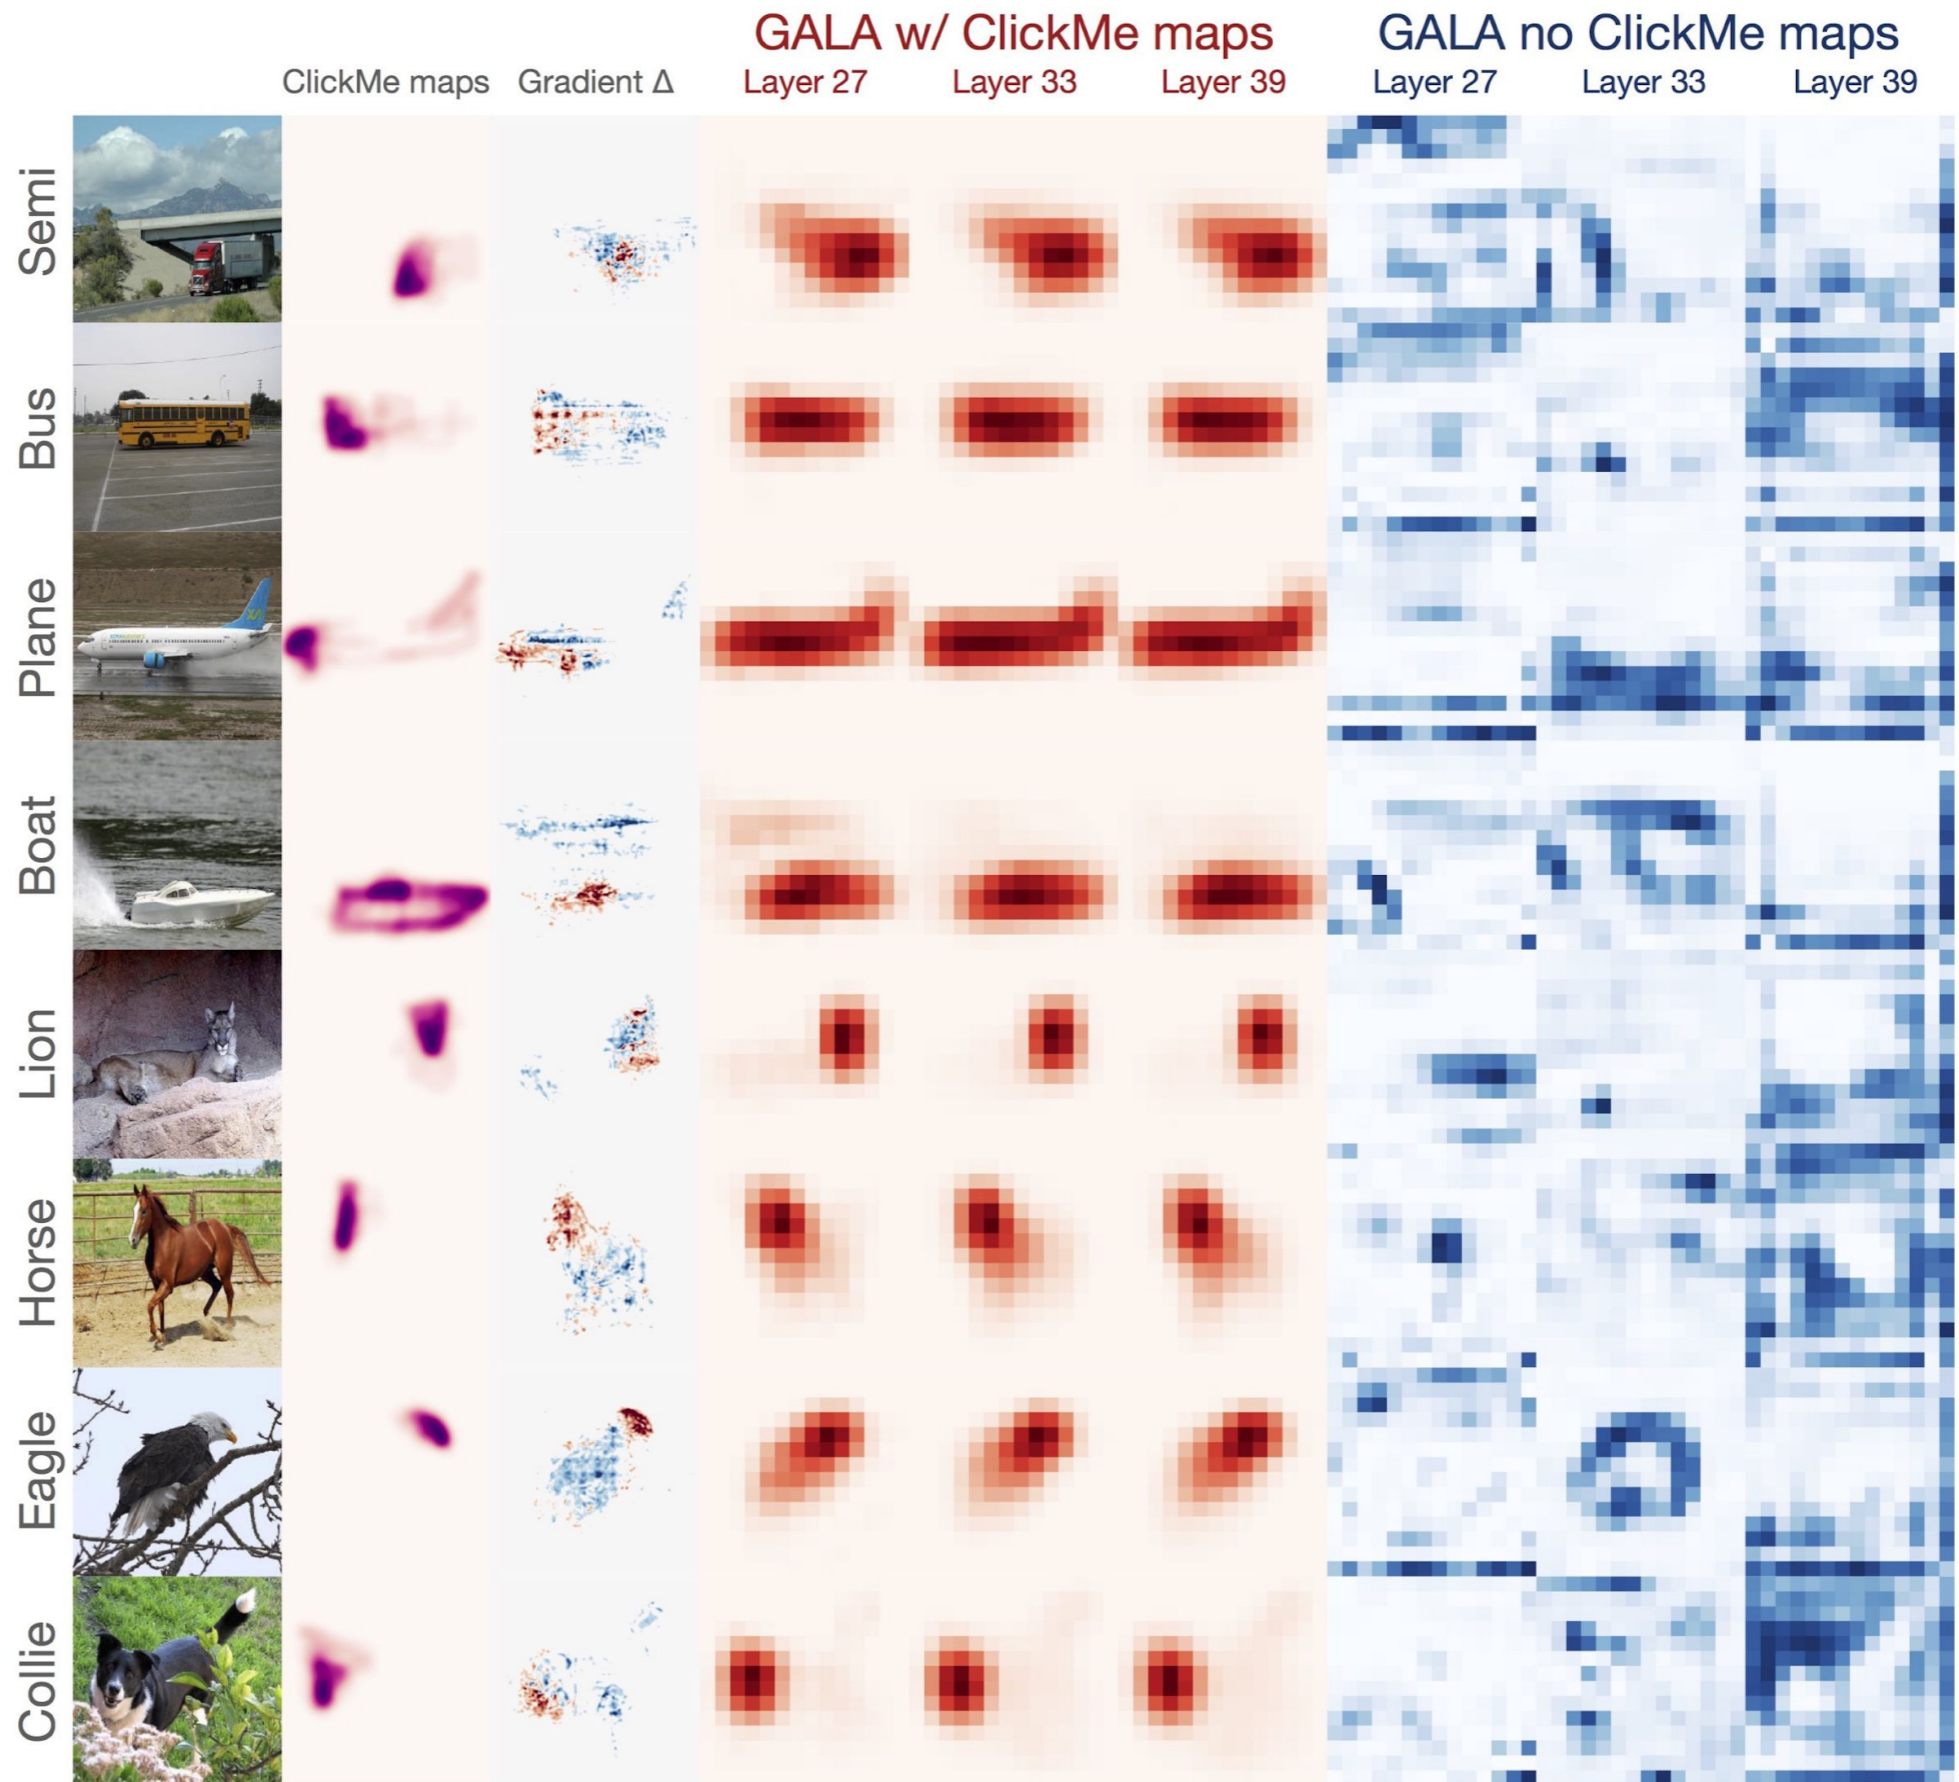 GALA w/ ClickMe maps
GALA no ClickMe maps
ClickMe maps
Gradient Δ
Layer 27
Layer 33
Layer 39
Layer 27
Layer 33
Layer 39
Semi
Bus
Plane
Boat
Lion
Horse
Eagle
Collie